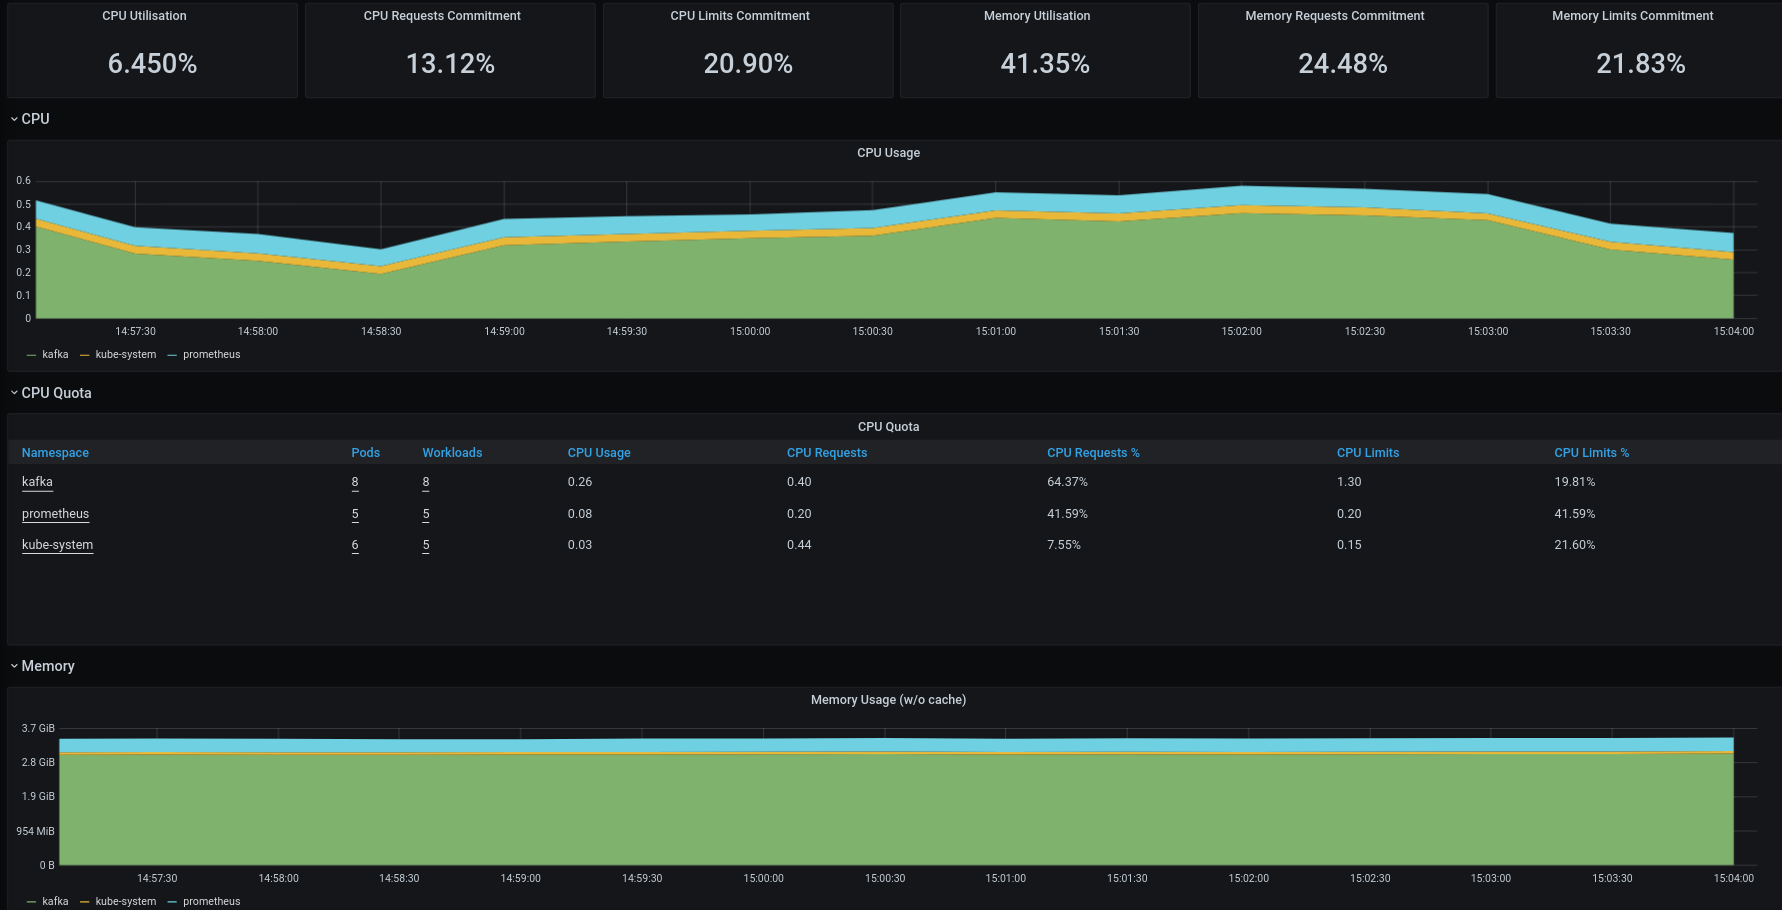 CPU Utilisation CPU Requests Commitment CPU Limits Commitment Memory Utilisation Memory Requests Commitment Memory Limits Commitment
6.450% 13.12% 20.90% 41.35% 24.48% 21.83%
CPU
CPU Usage
0.6
0.5
0.4
0.3
0.2
0.1
0
14:57:30 14:58:00 14:58:30 14:59:00 14:59:30 15:00:00 15:00:30 15:01:00 15:01:30 15:02:00 15:02:30 15:03:00 15:03:30 15:04:00
kafka kube-system prometheus
CPU Quota
CPU Quota
Namespace Pods Workloads CPU Usage CPU Requests CPU Requests % CPU Limits CPU Limits %
kafka 8 8 0.26 0.40 64.37% 1.30 19.81%
prometheus 5 5 0.08 0.20 41.59% 0.20 41.59%
kube-system 6 5 0.03 0.44 7.55% 0.15 21.60%
Memory
Memory Usage (w/o cache)
3.7 GiB
2.8 GiB
1.9 GiB
954 MiB
0 B
14:57:30 14:58:00 14:58:30 14:59:00 14:59:30 15:00:00 15:00:30 15:01:00 15:01:30 15:02:00 15:02:30 15:03:00 15:03:30 15:04:00
kafka kube-system prometheus